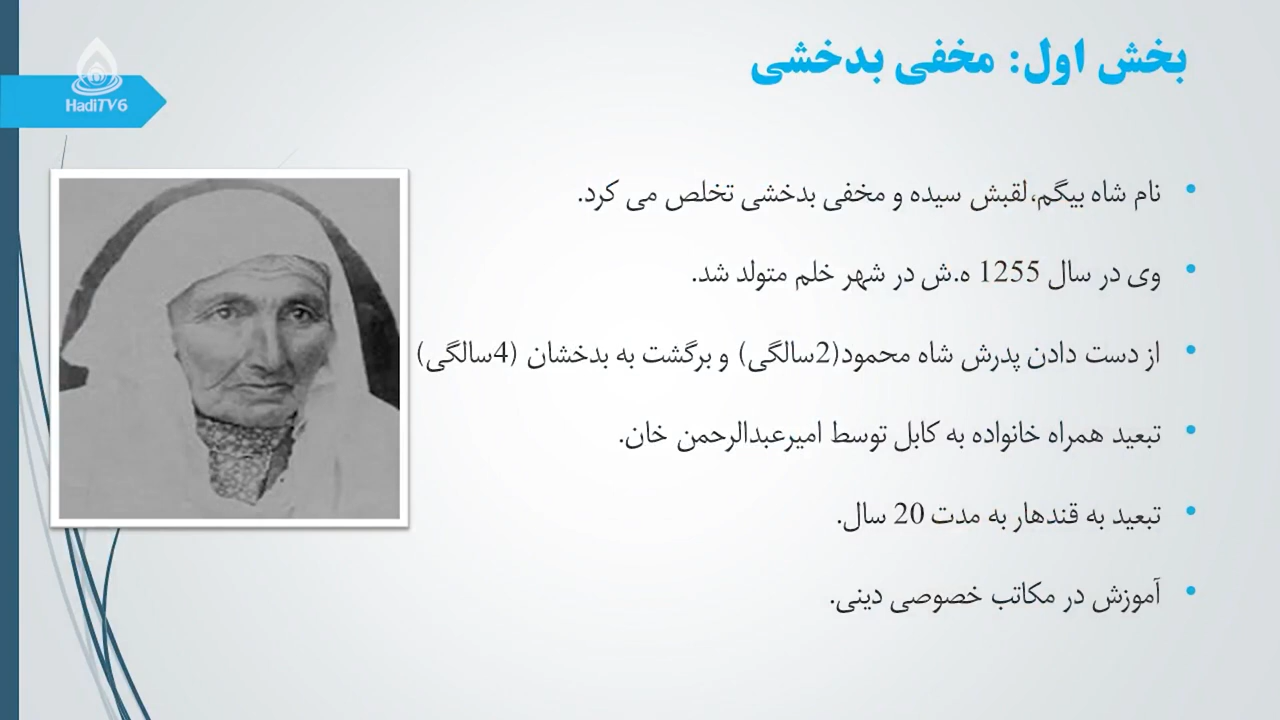 HadiTV6
بخش اول: مخفی بدخشی
نام شاه بیگم،لقبش سیده و مخفی بدخشی تخلص می کرد.
وی در سال 1255 ه.ش در شهر خلم متولد شد.
از دست دادن پدرش شاه محمود(2سالگی) و برگشت به بدخشان (4سالگی)
تبعید همراه خانواده به کابل توسط امیرعبدالرحمن خان.
تبعید به قندهار به مدت 20 سال.
آموزش در مکاتب خصوصی دینی.